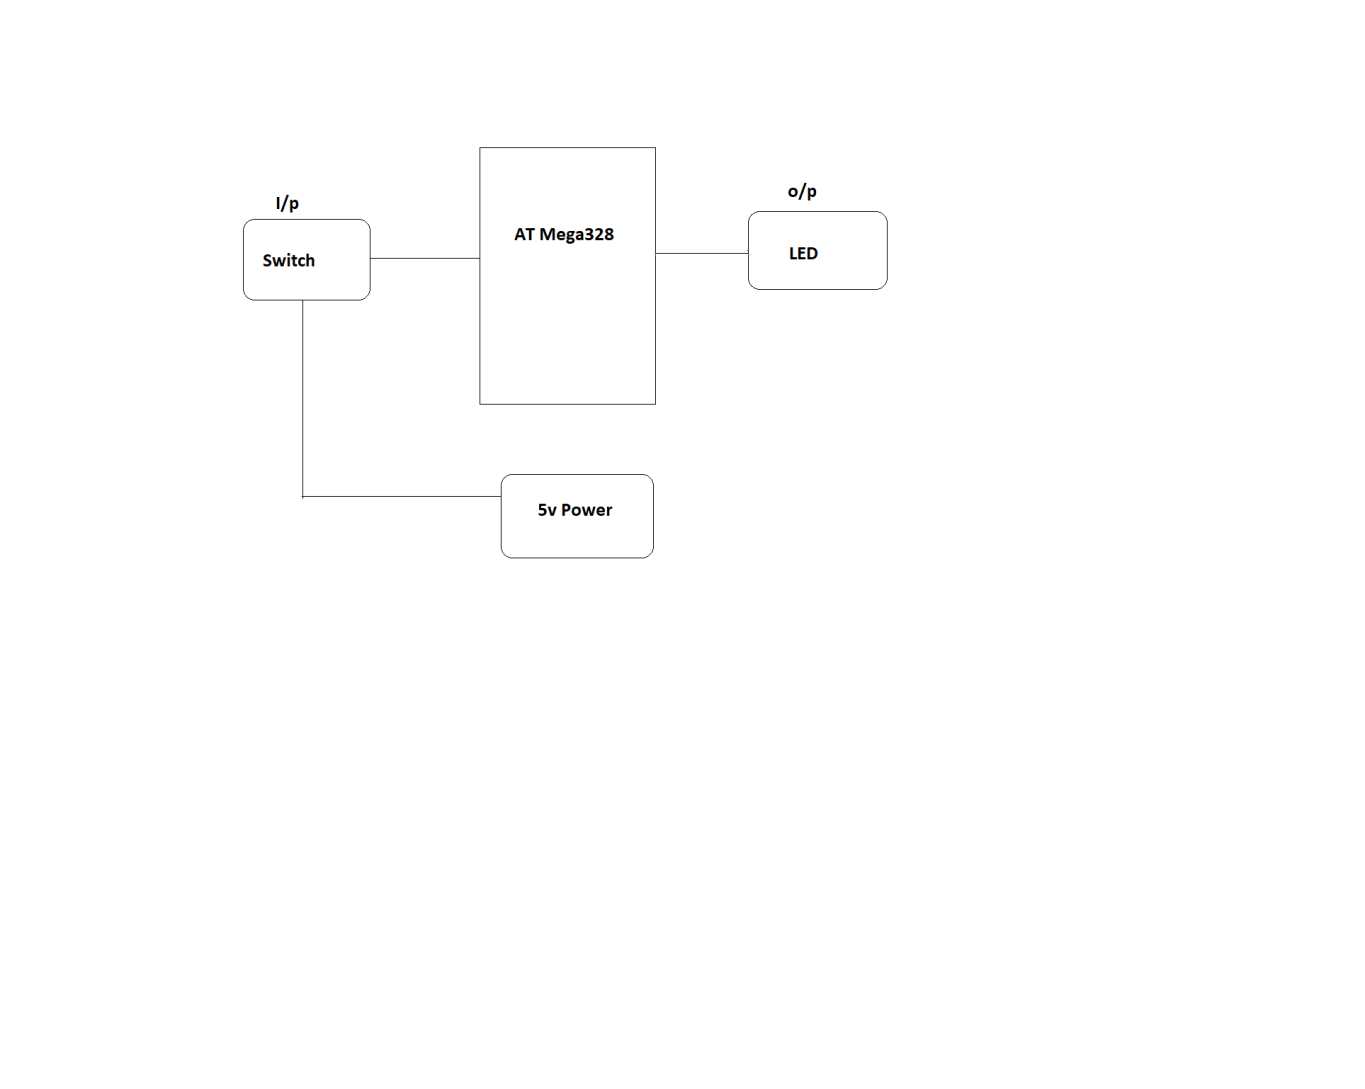 I/p
Switch
AT Mega328
o/p
LED
5v Power